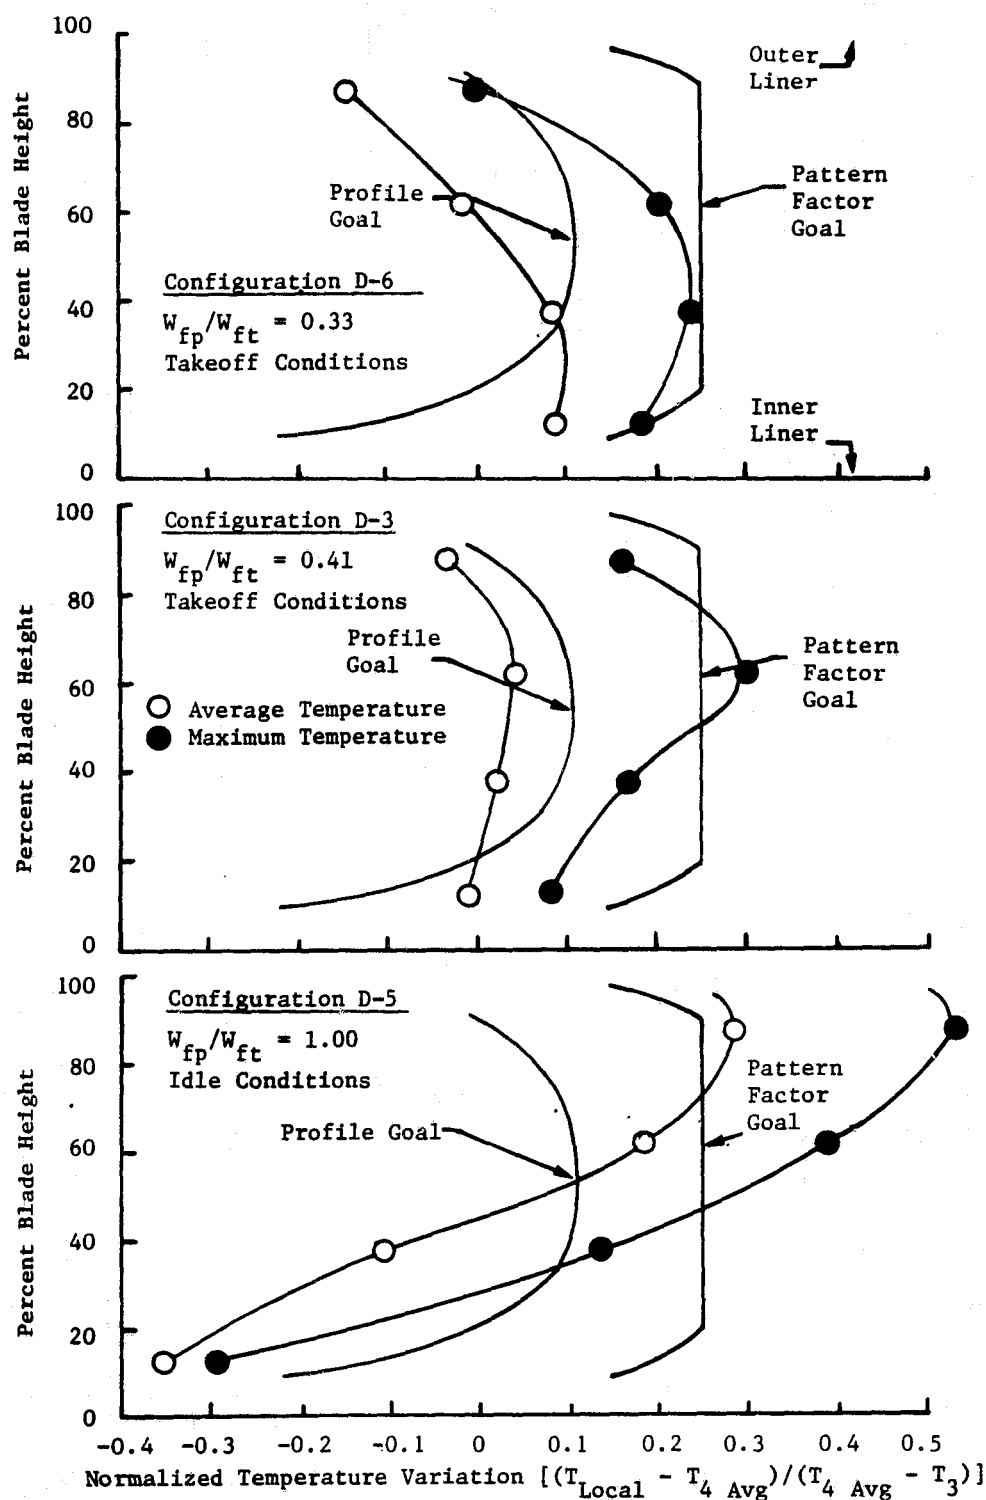 100
80
60
40
20
0
Percent Blade Height
Outer
Liner
Profile
Goal
Pattern
Factor
Goal
Configuration D-6
Wfp/Wft = 0.33
Takeoff Conditions
Inner
Liner
100
80
60
40
20
0
Percent Blade Height
Configuration D-3
Wfp/Wft = 0.41
Takeoff Conditions
Profile
Goal
Pattern
Factor
Goal
Average Temperature
Maximum Temperature
100
80
60
40
20
0
Percent Blade Height
Configuration D-5
Wfp/Wft = 1.00
Idle Conditions
Pattern
Factor
Goal
Profile Goal
-0.4 -0.3 -0.2 -0.1 0 0.1 0.2 0.3 0.4 0.5
Normalized Temperature Variation [(TLocal - T4 Avg)/(T4 Avg - T3)]